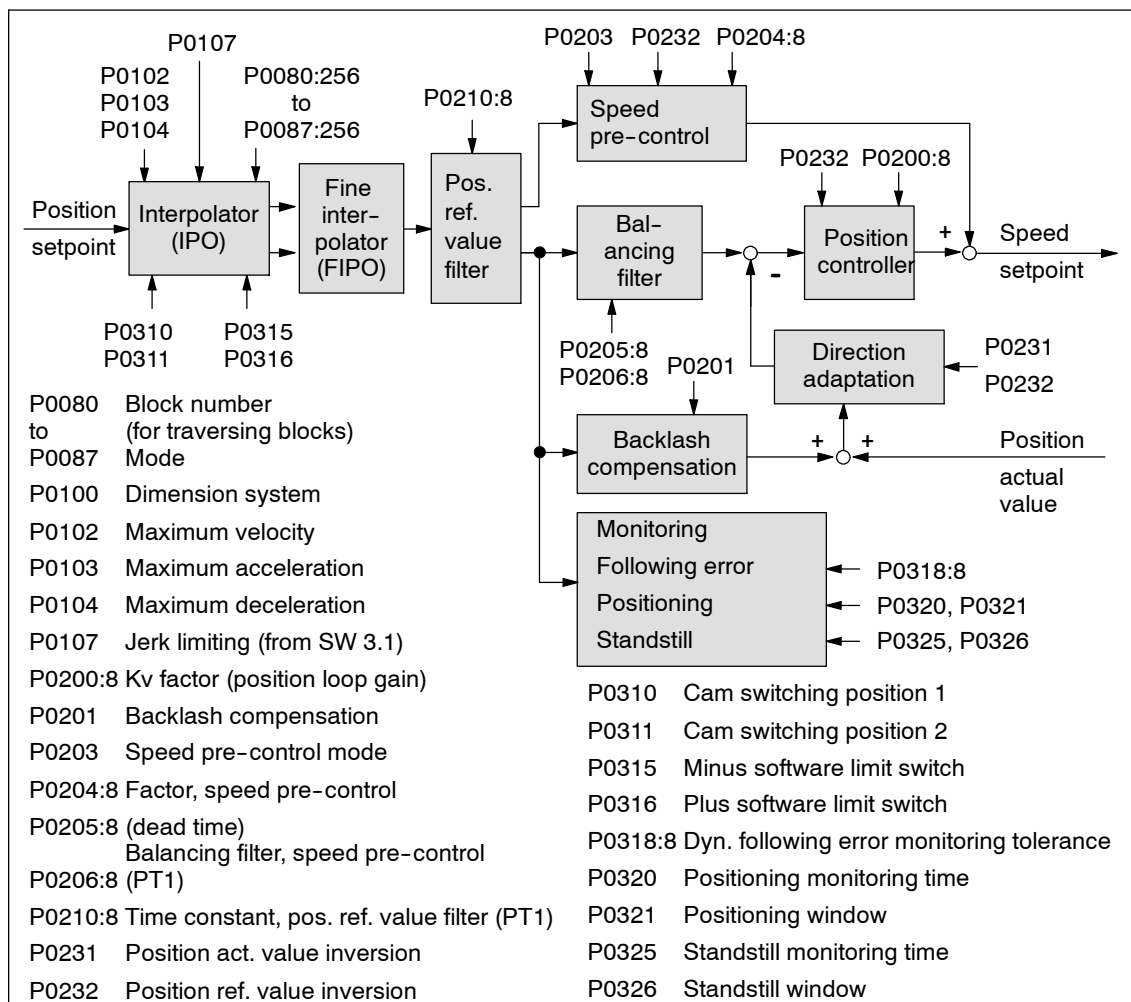 P0107
P0102
P0103
P0104
P0080:256
to
P0087:256
P0210:8
P0203
P0232
P0204:8
Speed
pre-control
P0232
P0200:8
Position
setpoint
Interpolator
(IPO)
Fine
inter-
polator
(FIPO)
Pos.
ref.
value
filter
Bal-
ancing
filter
-
Position
controller
+
Speed
setpoint
P0310
P0311
P0315
P0316
P0205:8
P0206:8
P0201
Direction
adaptation
P0231
P0232
Backlash
compensation
+
+
Position
actual
value
Monitoring
Following error
Positioning
Standstill
P0318:8
P0320, P0321
P0325, P0326
P0080 Block number
to (for traversing blocks)
P0087 Mode
P0100 Dimension system
P0102 Maximum velocity
P0103 Maximum acceleration
P0104 Maximum deceleration
P0107 Jerk limiting (from SW 3.1)
P0200:8 Kv factor (position loop gain)
P0201 Backlash compensation
P0203 Speed pre-control mode
P0204:8 Factor, speed pre-control
P0205:8 (dead time)
Balancing filter, speed pre-control
P0206:8 (PT1)
P0210:8 Time constant, pos. ref. value filter (PT1)
P0231 Position act. value inversion
P0232 Position ref. value inversion
P0310 Cam switching position 1
P0311 Cam switching position 2
P0315 Minus software limit switch
P0316 Plus software limit switch
P0318:8 Dyn. following error monitoring tolerance
P0320 Positioning monitoring time
P0321 Positioning window
P0325 Standstill monitoring time
P0326 Standstill window